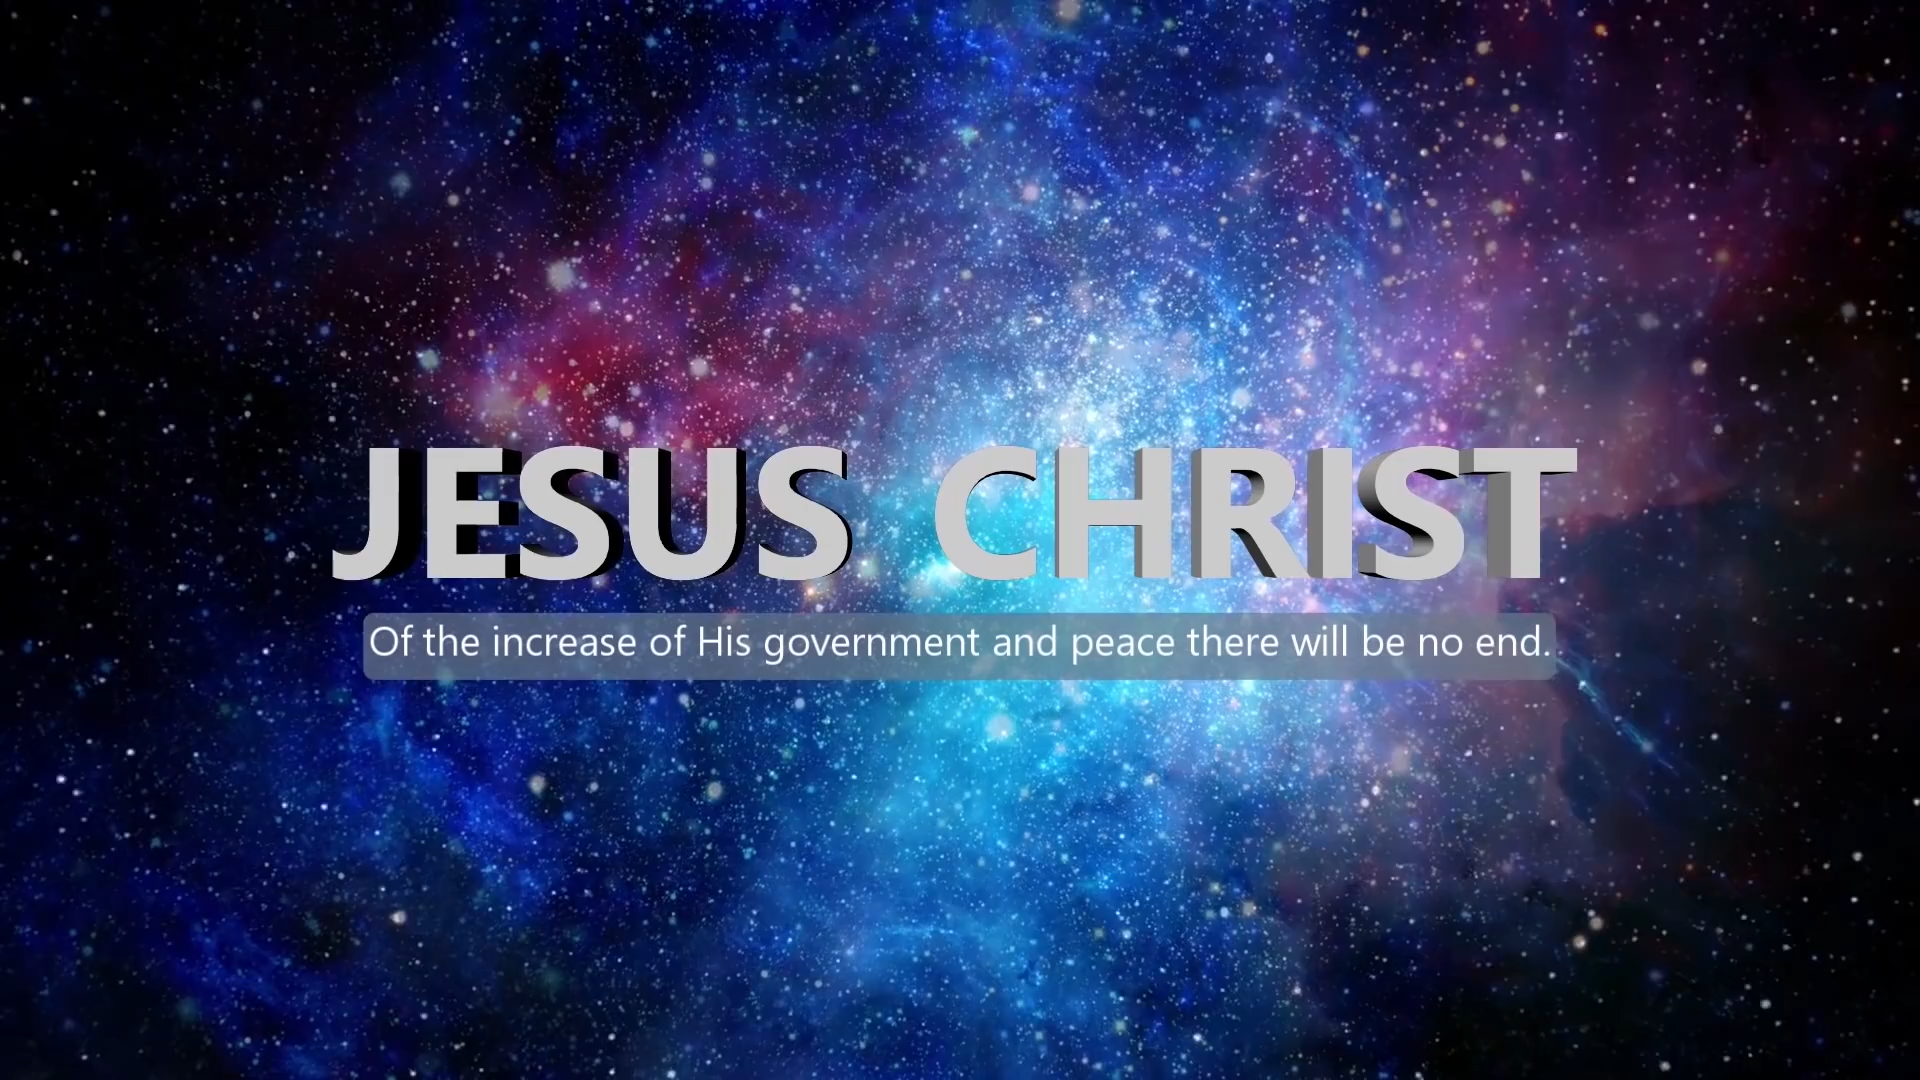 JESUS CHRIST
Of the increase of His government and peace there will be no end.